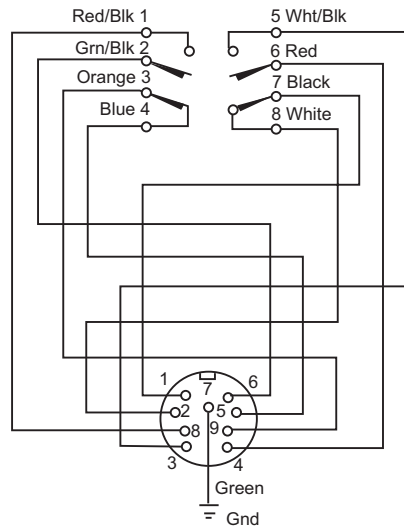 Red/Blk 1
5 Wht/Blk
Grn/Blk 2
6 Red
Orange 3
7 Black
Blue 4
8 White
1
7
6
2
5
8
9
3
4
Green
Gnd